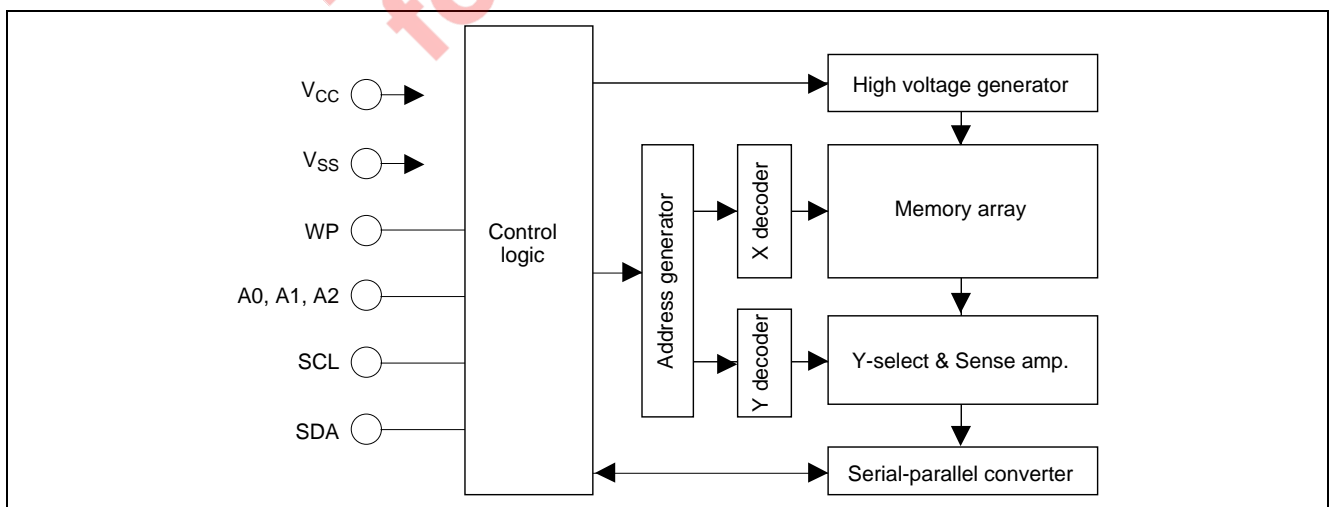 fo
VCC
VSS
WP
A0, A1, A2
SCL
SDA
Control
logic
Address generator
X decoder
Y decoder
High voltage generator
Memory array
Y-select & Sense amp.
Serial-parallel converter